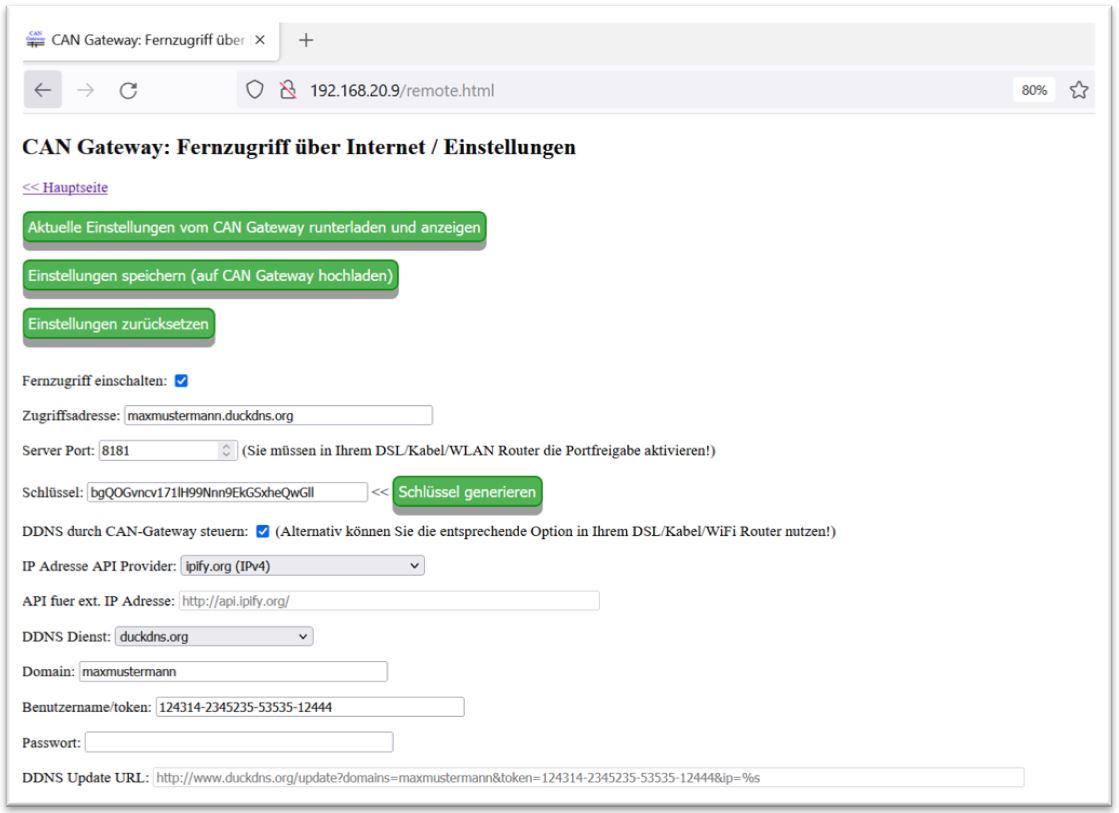 CAN Gateway: Fernzugriff über
192.168.20.9/remote.html 80%
CAN Gateway: Fernzugriff über Internet / Einstellungen
<< Hauptseite
Aktuelle Einstellungen vom CAN Gateway runterladen und anzeigen
Einstellungen speichern (auf CAN Gateway hochladen)
Einstellungen zurücksetzen
Fernzugriff einschalten:
Zugriffsadresse: maxmustermann.duckdns.org
Server Port: 8181 (Sie müssen in Ihrem DSL/Kabel/WLAN Router die Portfreigabe aktivieren!)
Schlüssel: bgQOGvncv171lH99Nnn9EkGSxheQwGll << Schlüssel generieren
DDNS durch CAN-Gateway steuern: (Alternativ können Sie die entsprechende Option in Ihrem DSL/Kabel/WiFi Router nutzen!)
IP Adresse API Provider: ipify.org (IPv4)
API fuer ext. IP Adresse: http://api.ipify.org/
DDNS Dienst: duckdns.org
Domain: maxmustermann
Benutzername/token: 124314-2345235-53535-12444
Passwort:
DDNS Update URL: http://www.duckdns.org/update?domains=maxmustermann&token=124314-2345235-53535-12444&ip=%s